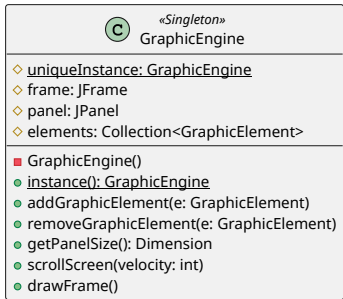 C
«Singleton»
GraphicEngine
uniqueInstance: GraphicEngine
frame: JFrame
panel: JPanel
elements: Collection<GraphicElement>
GraphicEngine()
instance(): GraphicEngine
addGraphicElement(e: GraphicElement)
removeGraphicElement(e: GraphicElement)
getPanelSize(): Dimension
scrollScreen(velocity: int)
drawFrame()